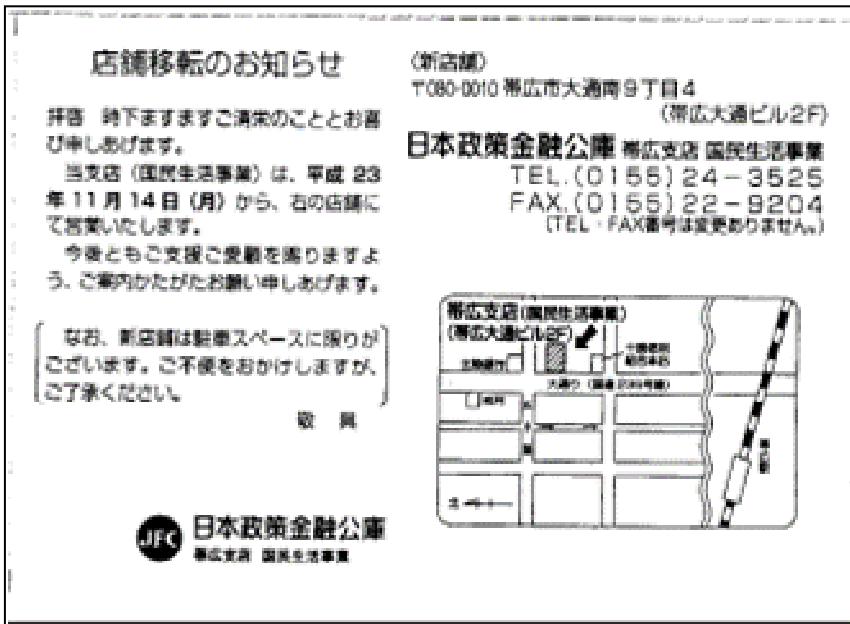 店舗移転のお知らせ
拝啓 時下ますますご清栄のこととお喜
び申しあげます。
当支店(国民生活事業)は、平成23
年11月14日(月)から、右の店舗に
て営業いたします。
今後ともご支援ご愛顧を賜りますよ
う、ご案内かたがたお願い申しあげます。
なお、新店舗は駐車スペースに限りが
ございます。ご不便をおかけしますが、
ご了承ください。
敬具
JFC 日本政策金融公庫
帯広支店 国民生活事業
(新店舗)
〒080-0010 帯広市大通南9丁目4
(帯広大通ビル2F)
日本政策金融公庫 帯広支店 国民生活事業
TEL.(0155)24-3525
FAX.(0155)22-9204
(TEL・FAX番号は変更ありません。)
帯広支店(国民生活事業)
(帯広大通ビル2F)
北